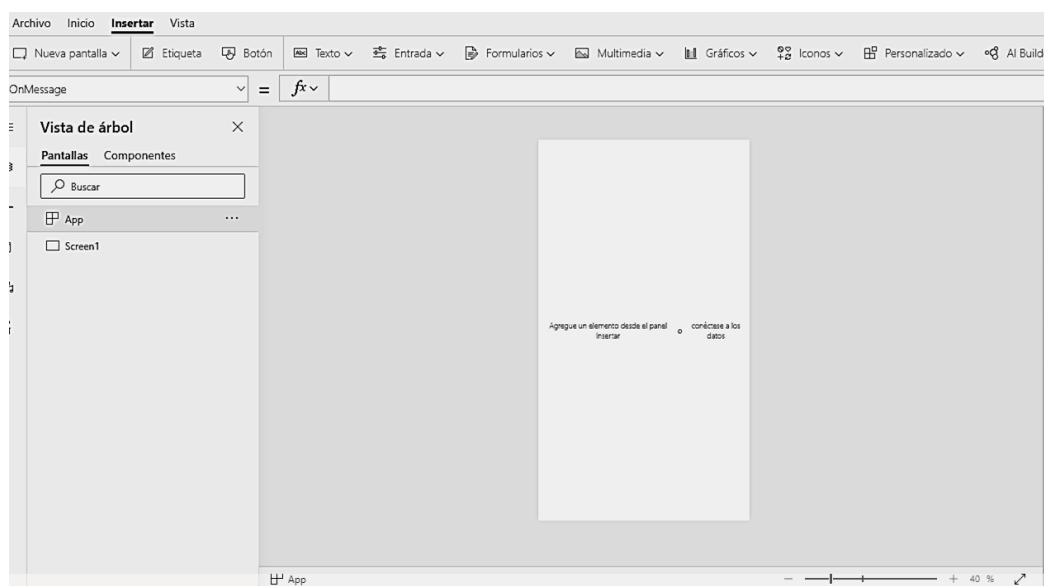 Archivo Inicio Insertar Vista
Nueva pantalla Etiqueta Botón Abc Texto Entrada Formularios Multimedia Gráficos Iconos Personalizado AI Build
OnMessage = fx
Vista de árbol
Pantallas Componentes
Buscar
App ...
Screen1
Agregue un elemento desde el panel Insertar o conéctese a los datos
App — + 40 %